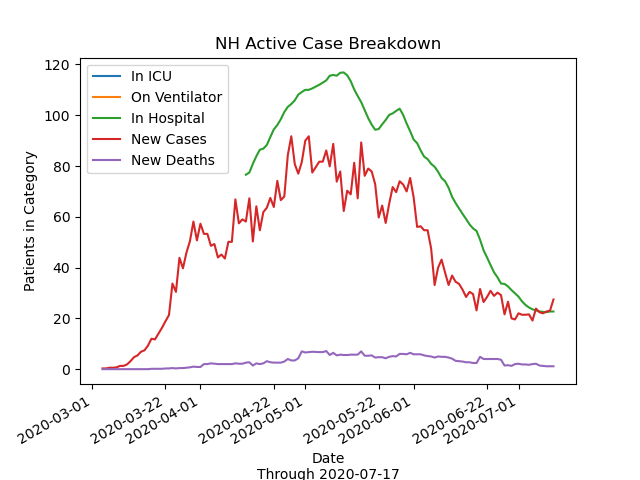 NH Active Case Breakdown
In ICU
On Ventilator
In Hospital
New Cases
New Deaths
Patients in Category
120
100
80
60
40
20
0
2020-03-01
2020-03-22
2020-04-01
2020-04-22
2020-05-01
2020-05-22
2020-06-01
2020-06-22
2020-07-01
Date
Through 2020-07-17